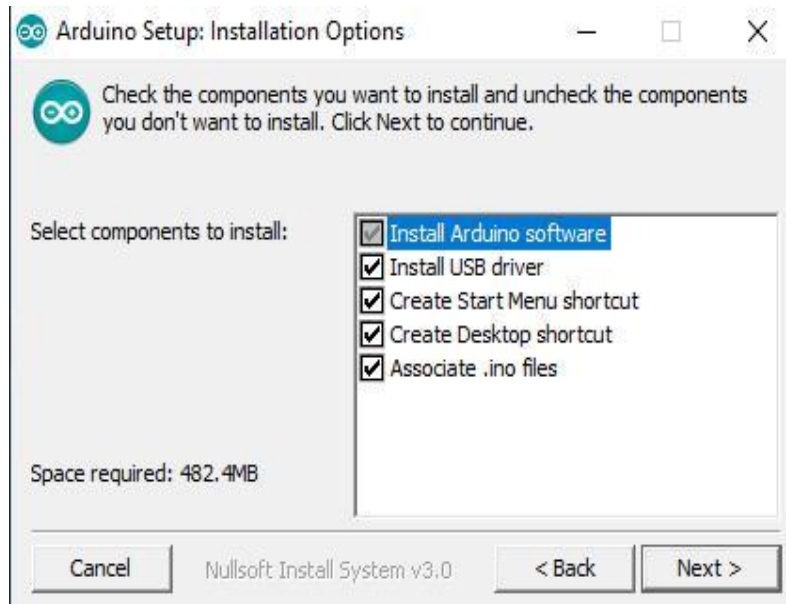 Arduino Setup: Installation Options
Check the components you want to install and uncheck the components
you don't want to install. Click Next to continue.
Select components to install:
Install Arduino software
Install USB driver
Create Start Menu shortcut
Create Desktop shortcut
Associate .ino files
Space required: 482.4MB
Cancel
Nullsoft Install System v3.0
< Back
Next >